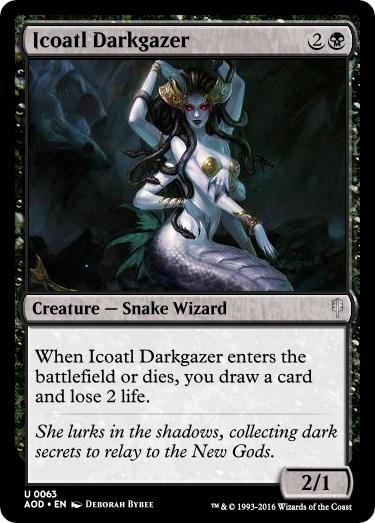 Icoatl Darkgazer 2
Creature — Snake Wizard
When Icoatl Darkgazer enters the
battlefield or dies, you draw a card
and lose 2 life.
She lurks in the shadows, collecting dark
secrets to relay to the New Gods.
2/1
U 0063
AOD • EN Deborah Bybee
™ & © 1993-2016 Wizards of the Coast